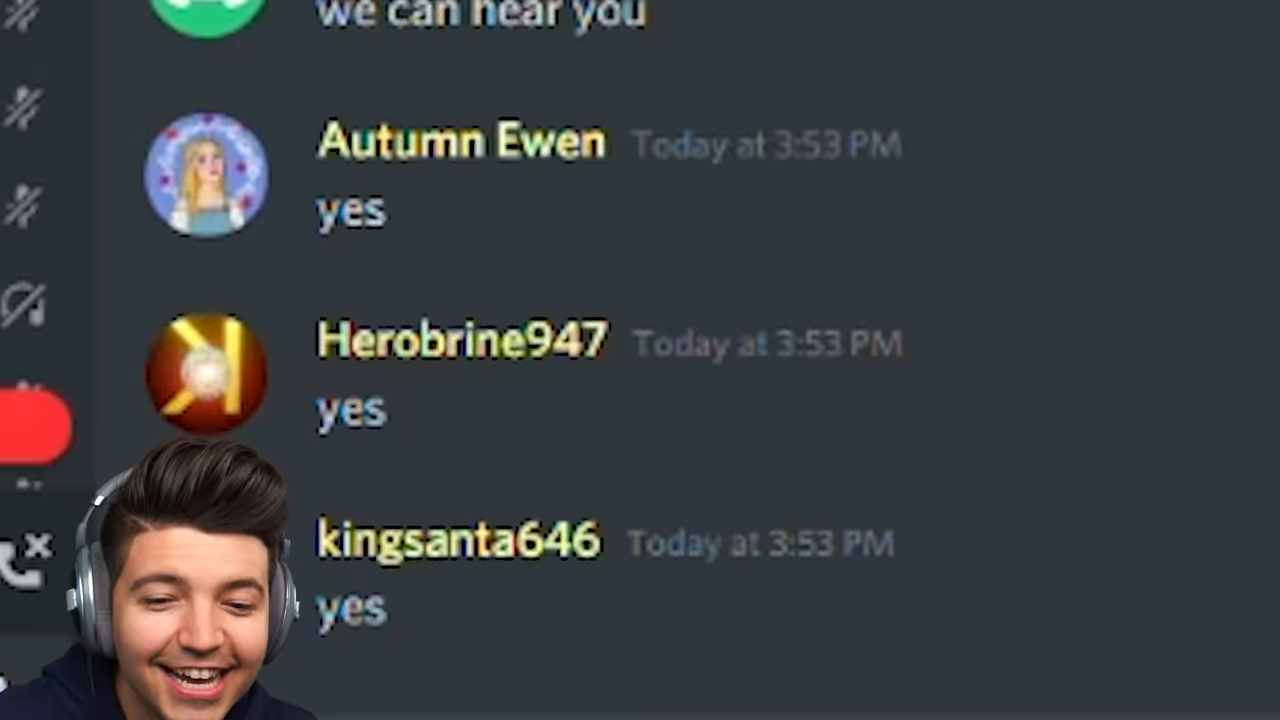 we can hear you
Autumn Ewen Today at 3:53 PM
yes
Herobrine947 Today at 3:53 PM
yes
kingsanta646 Today at 3:53 PM
yes